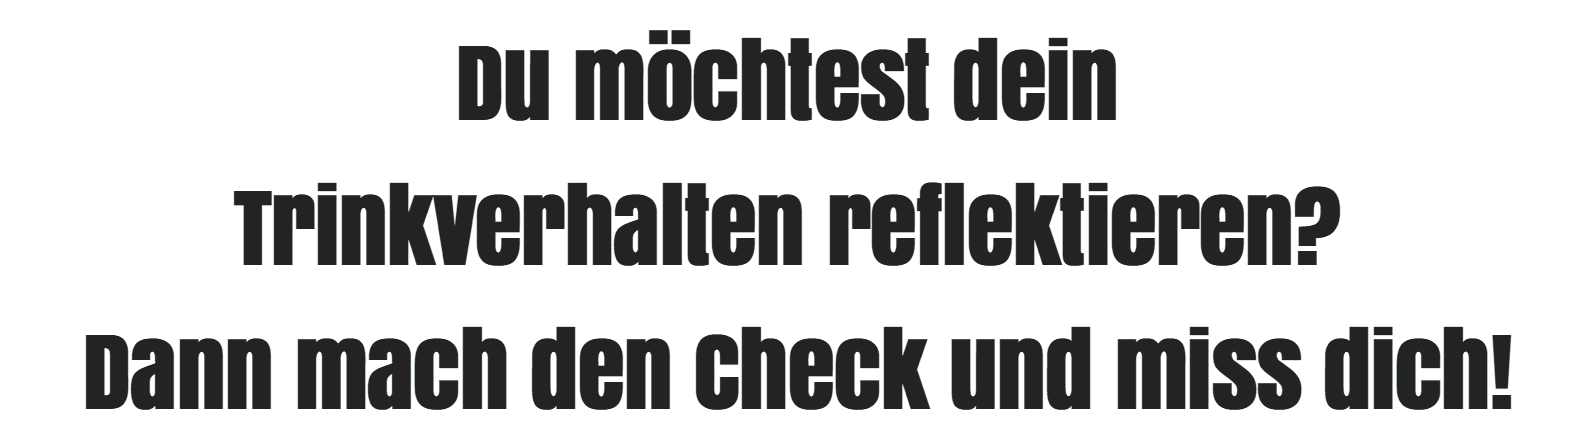 Du möchtest dein
Trinkverhalten reflektieren?
Dann mach den Check und miss dich!